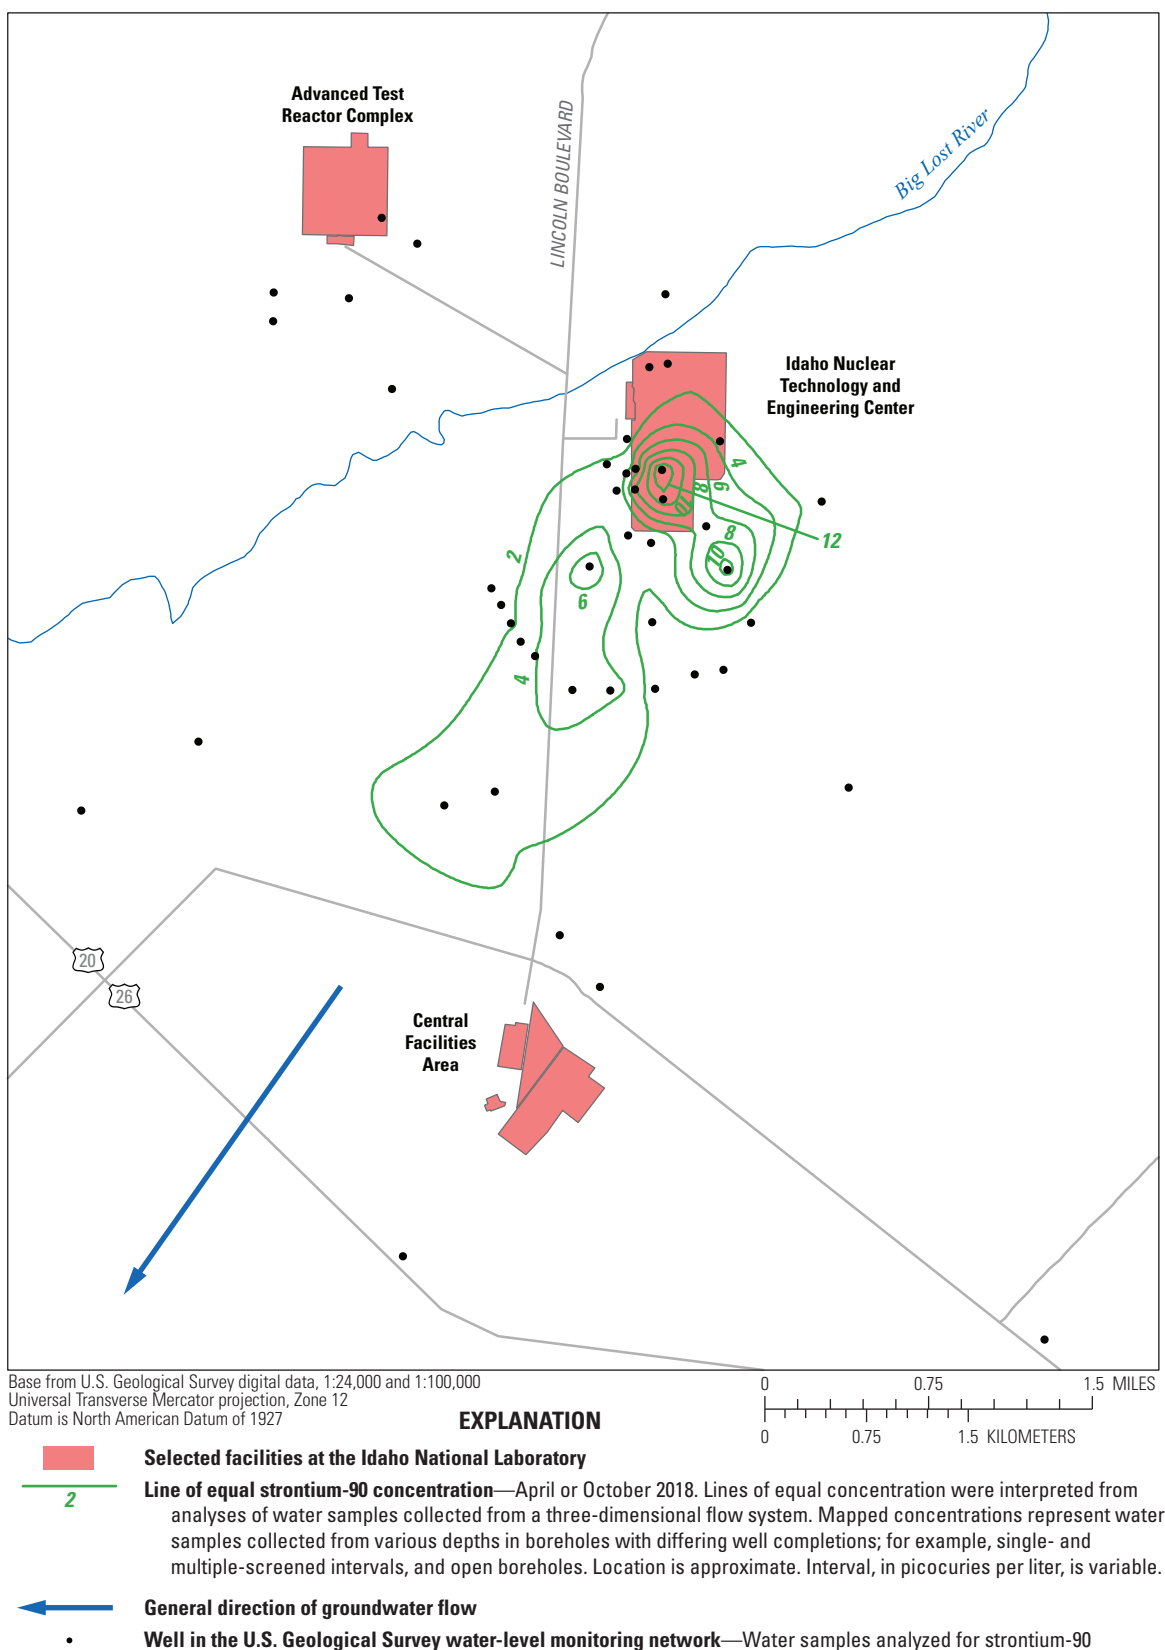 Advanced Test
Reactor Complex
LINCOLN BOULEVARD
Big Lost River
Idaho Nuclear
Technology and
Engineering Center
4
8
6
10
12
8
10
2
6
4
20
26
Central
Facilities
Area
Base from U.S. Geological Survey digital data, 1:24,000 and 1:100,000
Universal Transverse Mercator projection, Zone 12
Datum is North American Datum of 1927
0 0.75 1.5 MILES
0 0.75 1.5 KILOMETERS
EXPLANATION
Selected facilities at the Idaho National Laboratory
2
Line of equal strontium-90 concentration—April or October 2018. Lines of equal concentration were interpreted from
analyses of water samples collected from a three-dimensional flow system. Mapped concentrations represent water
samples collected from various depths in boreholes with differing well completions; for example, single- and
multiple-screened intervals, and open boreholes. Location is approximate. Interval, in picocuries per liter, is variable.
General direction of groundwater flow
Well in the U.S. Geological Survey water-level monitoring network—Water samples analyzed for strontium-90